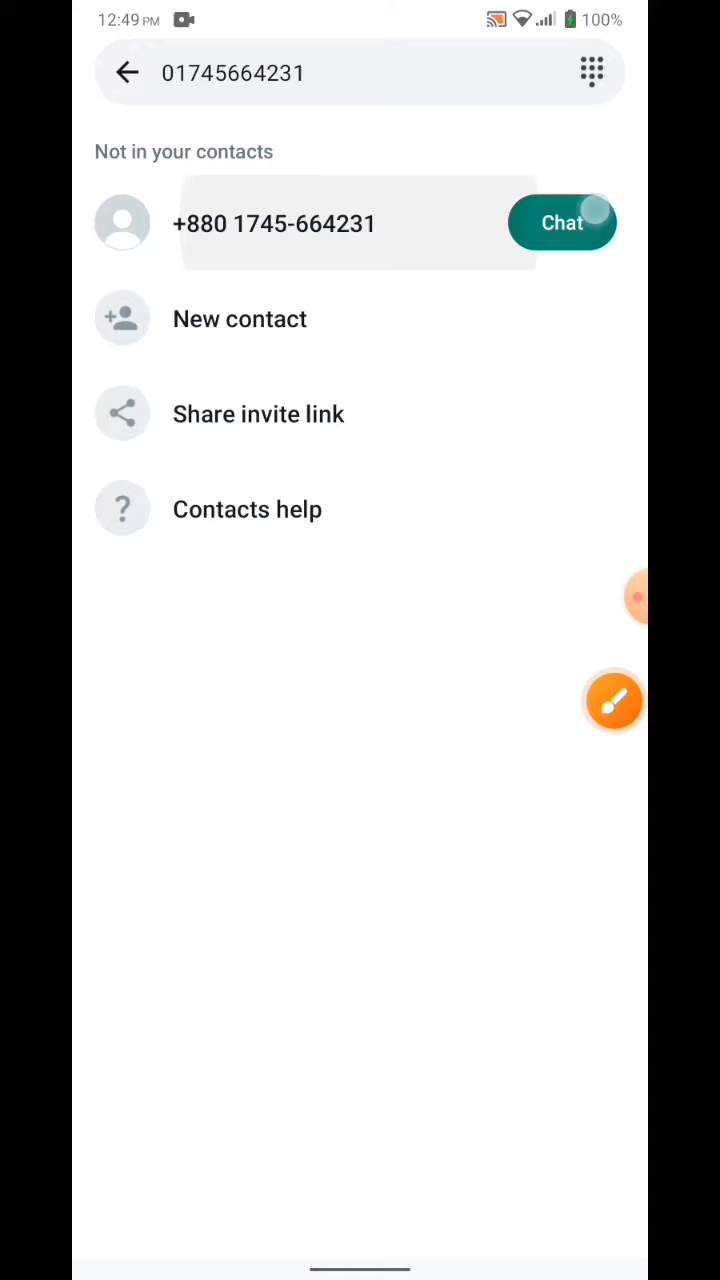 12:49 PM 100%
01745664231
Not in your contacts
+880 1745-664231 Chat
New contact
Share invite link
? Contacts help